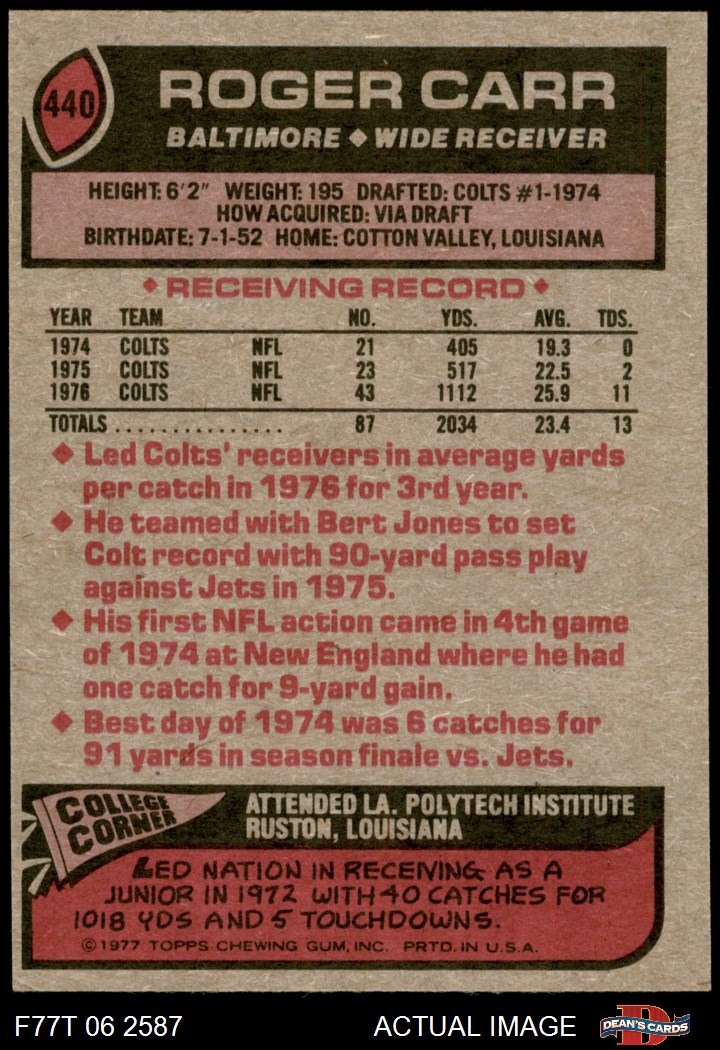 440
ROGER CARR
BALTIMORE ◆ WIDE RECEIVER
HEIGHT: 6'2" WEIGHT: 195 DRAFTED: COLTS #1-1974
HOW ACQUIRED: VIA DRAFT
BIRTHDATE: 7-1-52 HOME: COTTON VALLEY, LOUISIANA
◆ RECEIVING RECORD ◆
YEAR TEAM NO. YDS. AVG. TDS.
1974 COLTS NFL 21 405 19.3 0
1975 COLTS NFL 23 517 22.5 2
1976 COLTS NFL 43 1112 25.9 11
TOTALS ............... 87 2034 23.4 13
◆ Led Colts' receivers in average yards
per catch in 1976 for 3rd year.
◆ He teamed with Bert Jones to set
Colt record with 90-yard pass play
against Jets in 1975.
◆ His first NFL action came in 4th game
of 1974 at New England where he had
one catch for 9-yard gain.
◆ Best day of 1974 was 6 catches for
91 yards in season finale vs. Jets.
COLLEGE
CORNER
ATTENDED LA. POLYTECH INSTITUTE
RUSTON, LOUISIANA
LED NATION IN RECEIVING AS A
JUNIOR IN 1972 WITH 40 CATCHES FOR
1018 YDS AND 5 TOUCHDOWNS.
©1977 TOPPS CHEWING GUM, INC. PRTD. IN U.S.A.
F77T 06 2587 ACTUAL IMAGE
D
DEAN'S CARDS